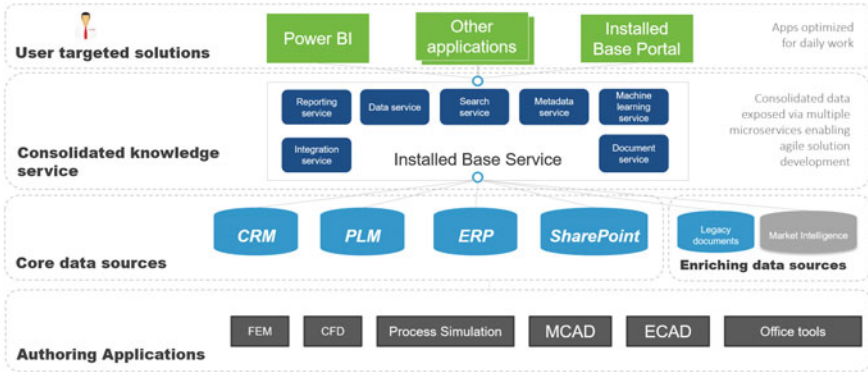 Power BI
Other
applications
Installed
Base Portal
Apps optimized
for daily work
User targeted solutions
Reporting
service
Data service
Search
service
Metadata
service
Machine
learning
service
Integration
service
Installed Base Service
Document
service
Consolidated data
exposed via multiple
microservices enabling
agile solution
development
Consolidated knowledge
service
CRM
PLM
ERP
SharePoint
Legacy
documents
Market Intelligence
Core data sources
Enriching data sources
FEM
CFD
Process Simulation
MCAD
ECAD
Office tools
Authoring Applications